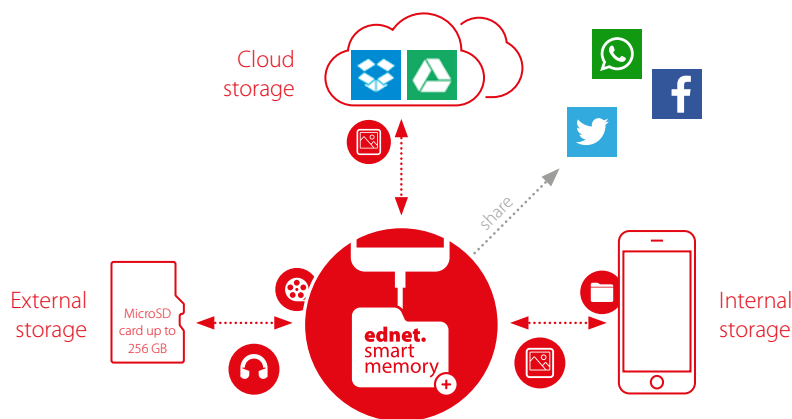 Cloud
storage
share
External
storage
MicroSD
card up to
256 GB
ednet.
smart
memory
Internal
storage